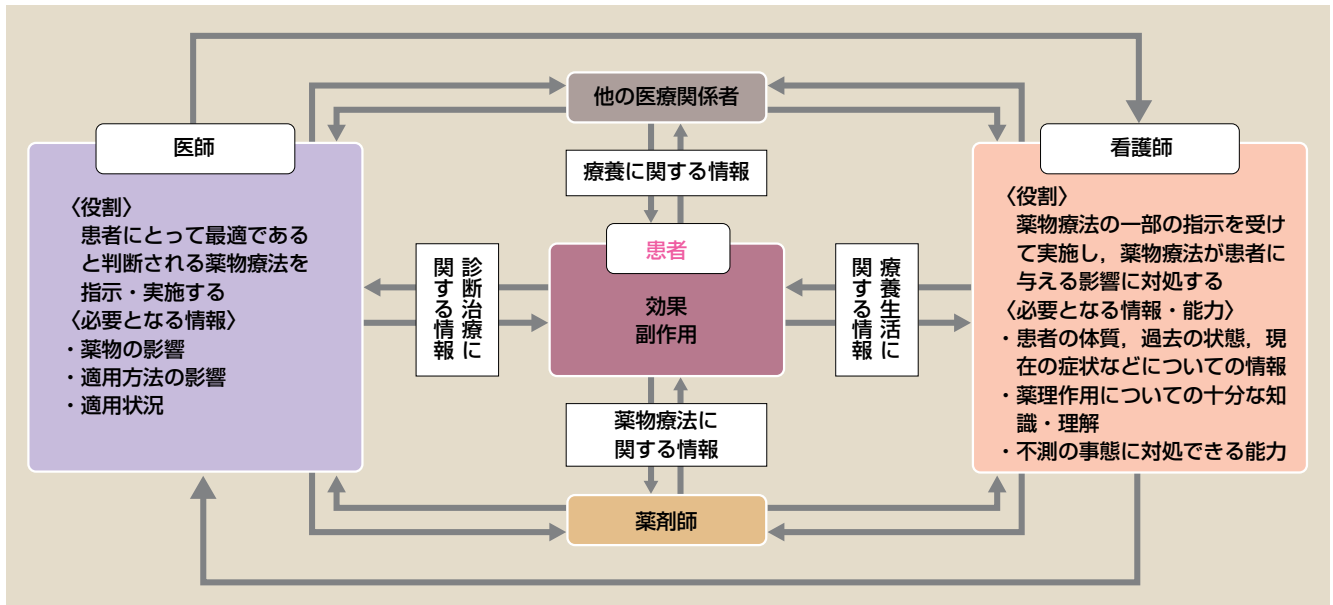 他の医療関係者
医師
〈役割〉
患者にとって最適である
と判断される薬物療法を
指示・実施する
〈必要となる情報〉
・薬物の影響
・適用方法の影響
・適用状況
療養に関する情報
診断治療に
関する情報
患者
効果
副作用
療養生活に
関する情報
薬物療法に
関する情報
薬剤師
看護師
〈役割〉
薬物療法の一部の指示を受け
て実施し，薬物療法が患者に
与える影響に対処する
〈必要となる情報・能力〉
・患者の体質，過去の状態，現
在の症状などについての情報
・薬理作用についての十分な知
識・理解
・不測の事態に対処できる能力